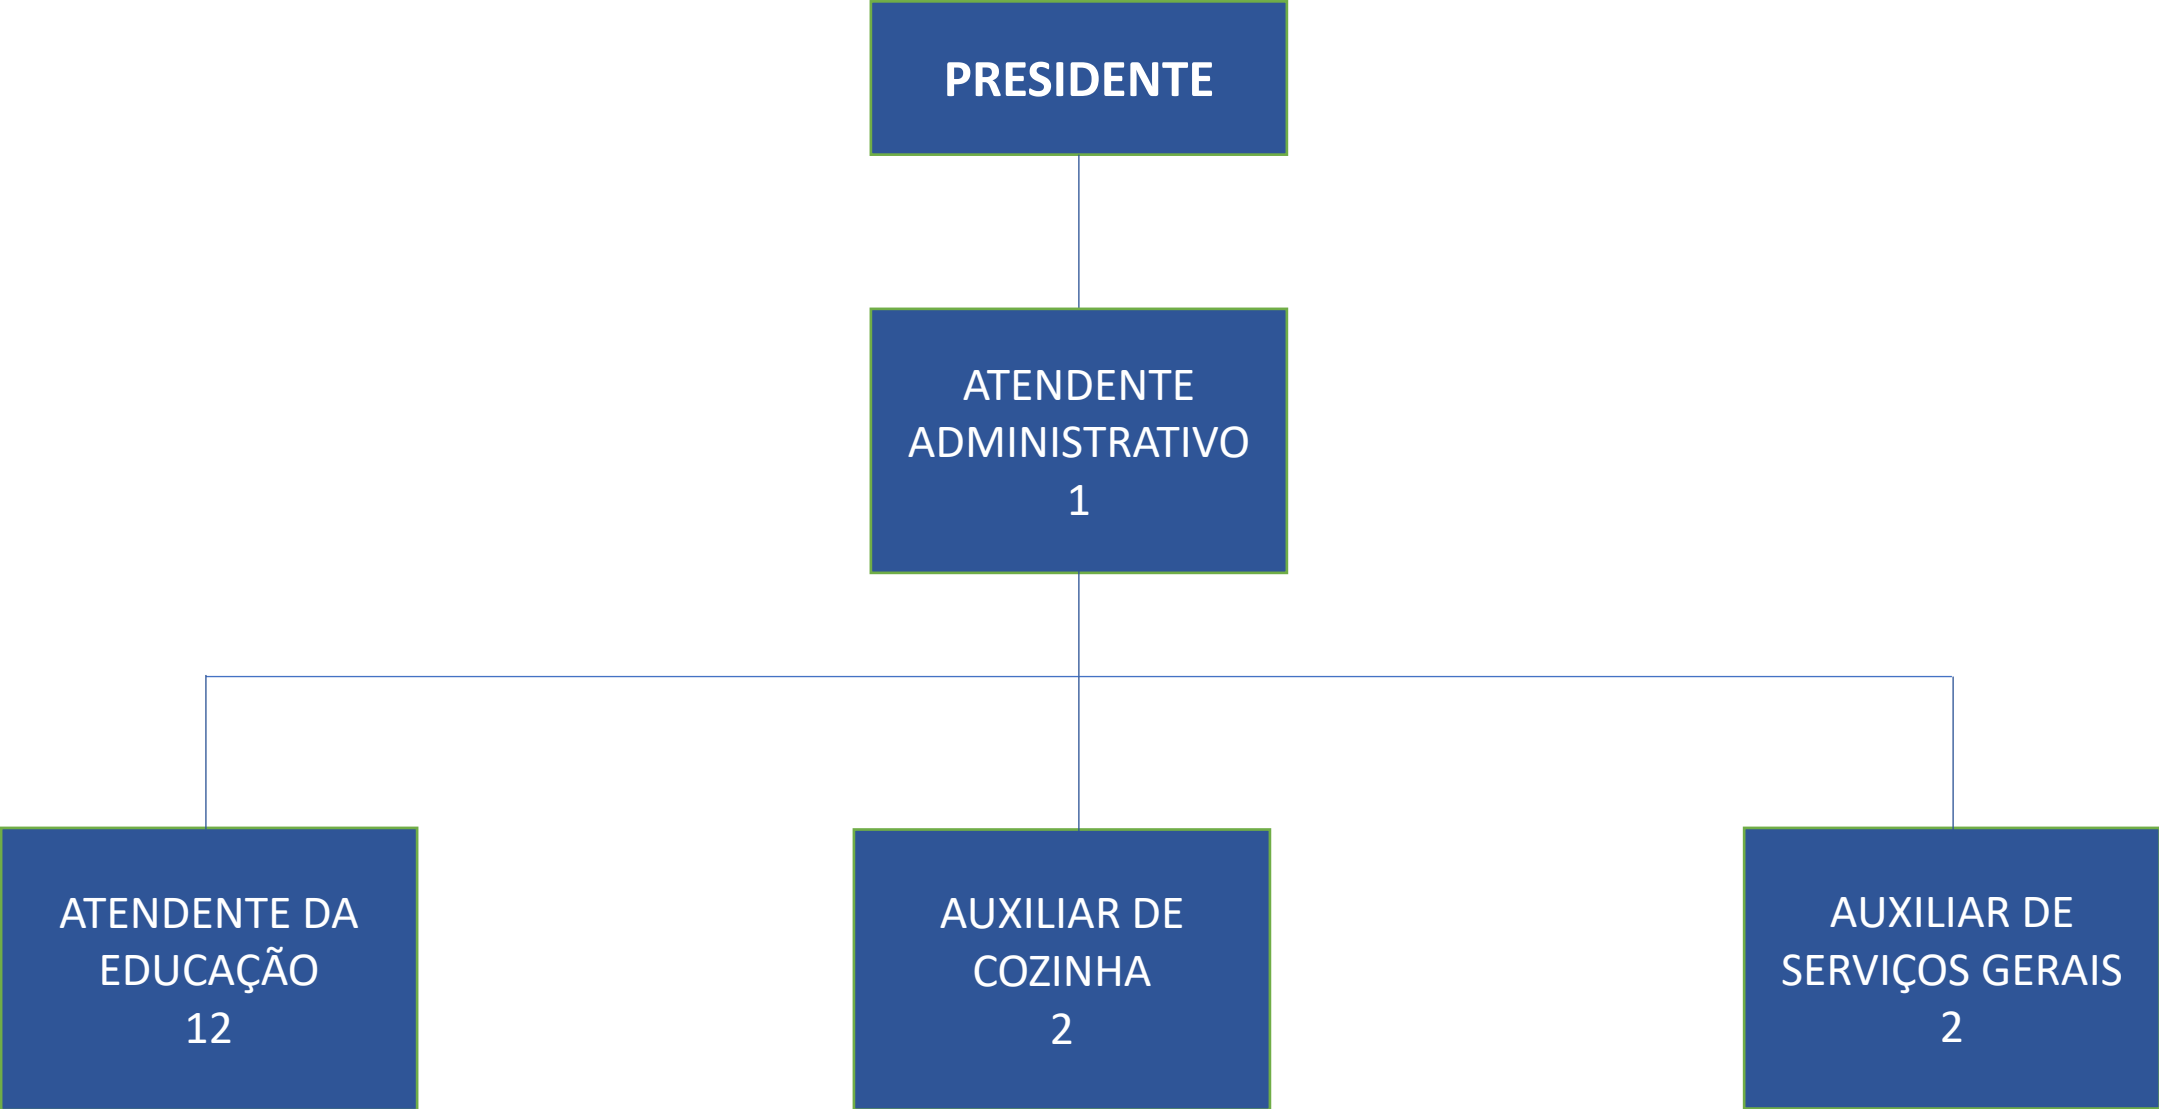 PRESIDENTE
ATENDENTE
ADMINISTRATIVO
1
ATENDENTE DA
EDUCAÇÃO
12
AUXILIAR DE
COZINHA
2
AUXILIAR DE
SERVIÇOS GERAIS
2